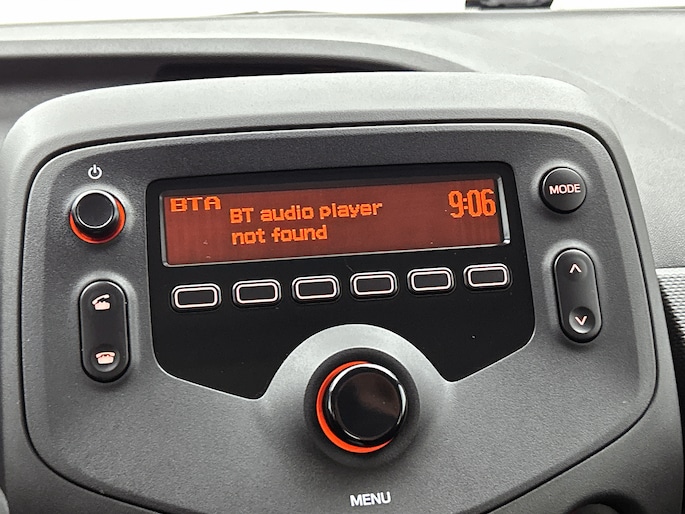 BTA
BT audio player
9:06
not found
MODE
MENU